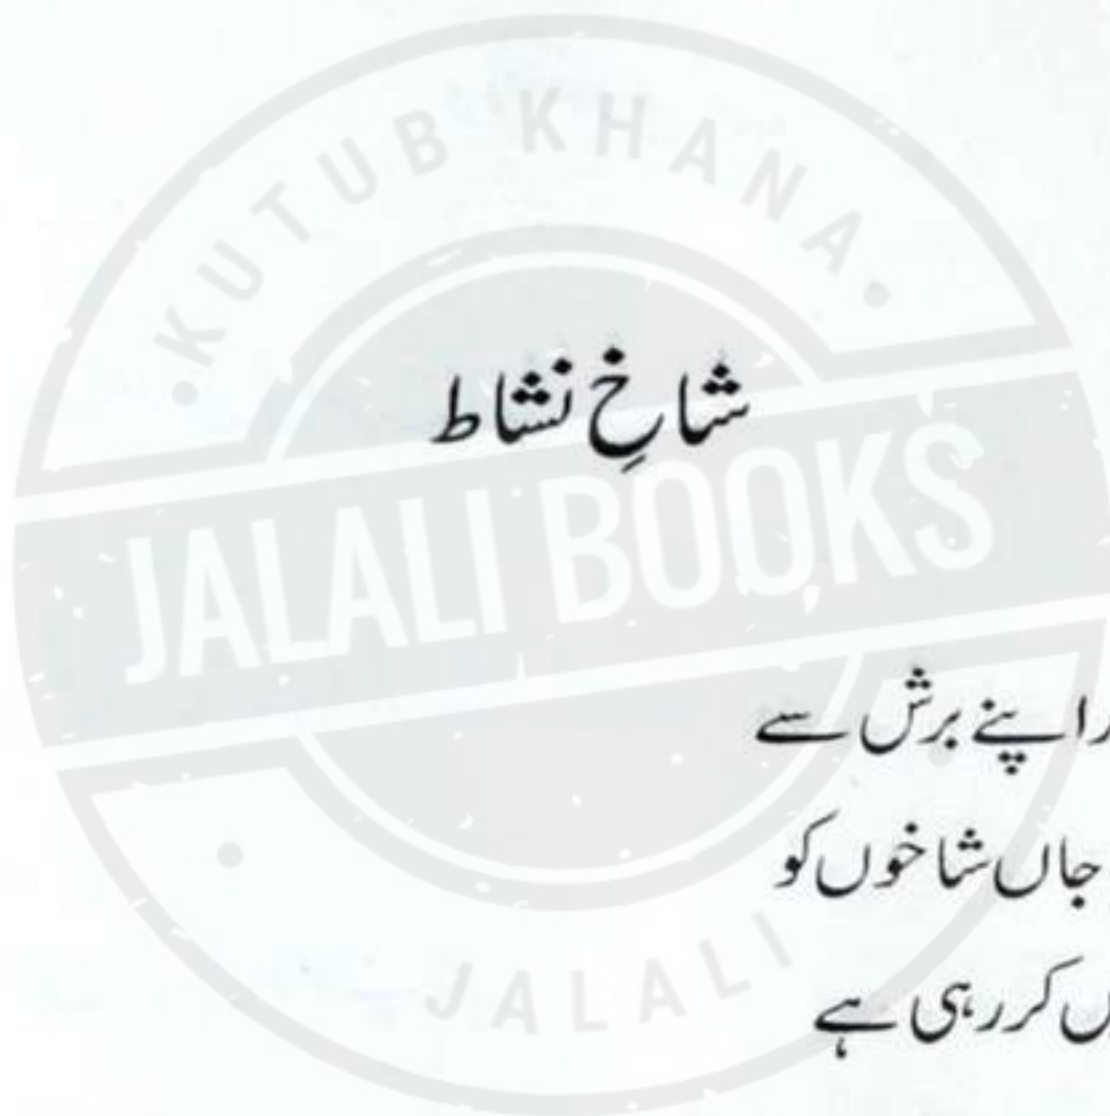 KUTUB KHANA
شاخِ نشاط
JALALI BOOKS
اپنے برش سے
جاں شاخوں کو
کر رہی ہے
JALALI